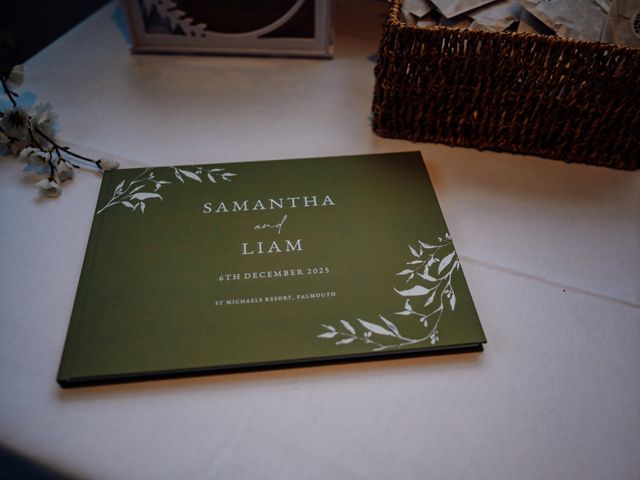 SAMANTHA
and
LIAM
6TH DECEMBER 2025
ST MICHAELS RESORT, FALMOUTH